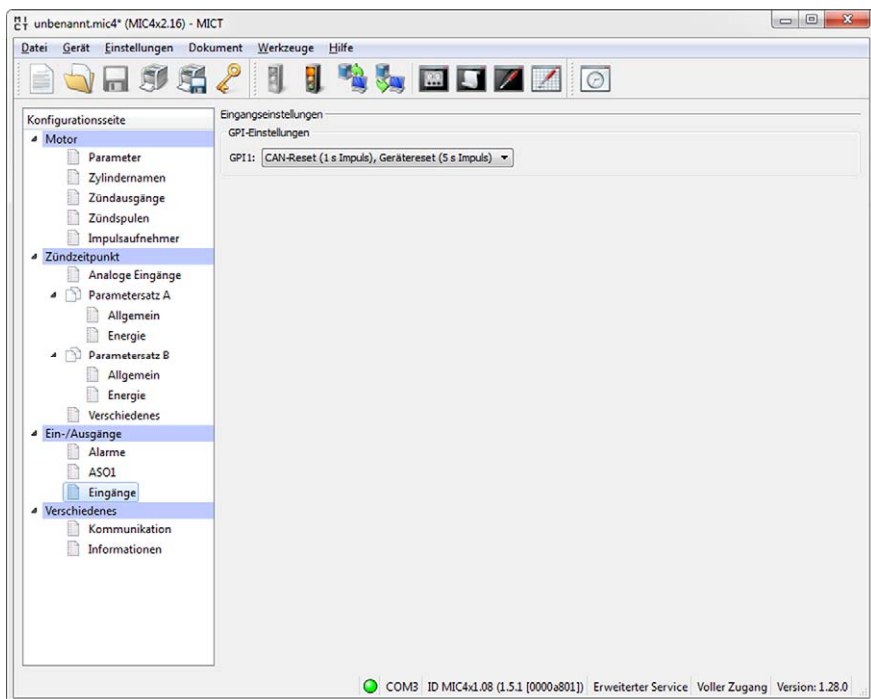 unbenannt.mic4* (MIC4x2.16) - MICT
Datei Gerät Einstellungen Dokument Werkzeuge Hilfe
Konfigurationsseite
Motor
Parameter
Zylindernamen
Zündausgänge
Zündspulen
Impulsaufnehmer
Zündzeitpunkt
Analoge Eingänge
Parametersatz A
Allgemein
Energie
Parametersatz B
Allgemein
Energie
Verschiedenes
Ein-/Ausgänge
Alarme
ASO1
Eingänge
Verschiedenes
Kommunikation
Informationen
Eingangseinstellungen
GPI-Einstellungen
GPI1: CAN-Reset (1 s Impuls), Gerätereset (5 s Impuls)
COM3 ID MIC4x1.08 (1.5.1 [0000a801]) Erweiterter Service Voller Zugang Version: 1.28.0